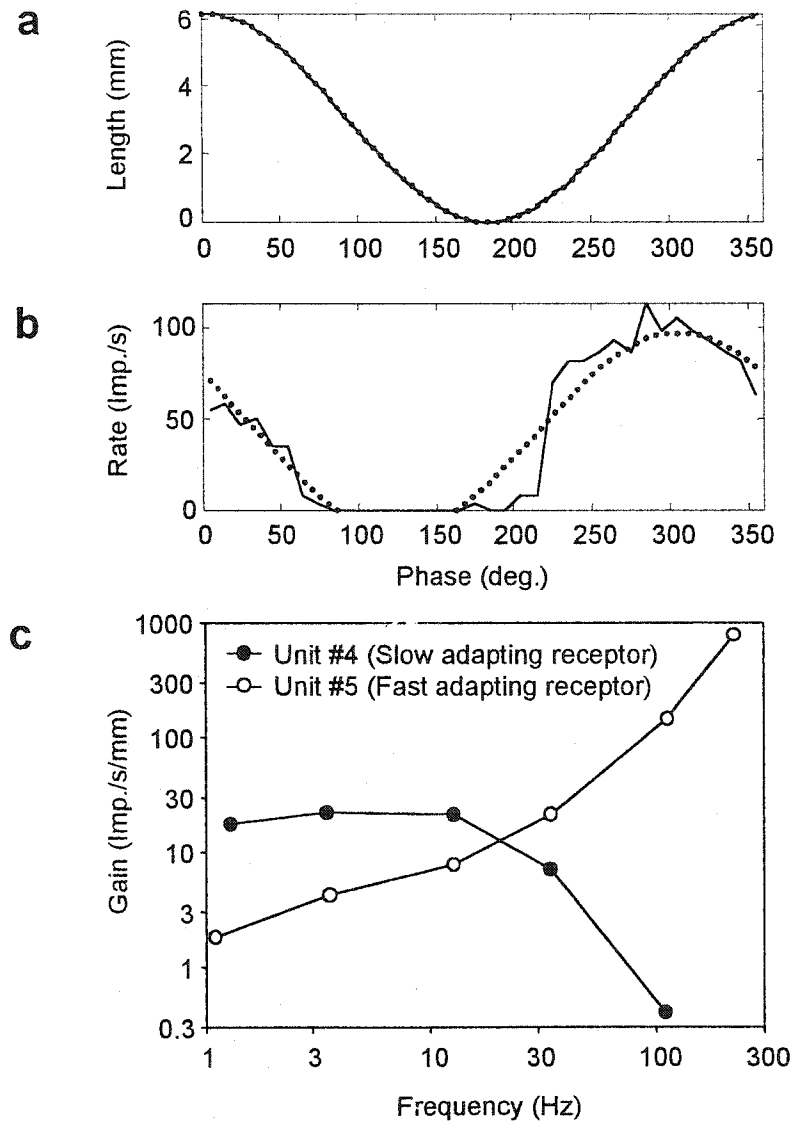 a
Length (mm)
6
4
2
0
0 50 100 150 200 250 300 350
b
Rate (Imp./s)
100
50
0
0 50 100 150 200 250 300 350
Phase (deg.)
c
Gain (Imp./s/mm)
1000
300
100
30
10
3
1
0.3
Unit #4 (Slow adapting receptor)
Unit #5 (Fast adapting receptor)
1 3 10 30 100 300
Frequency (Hz)